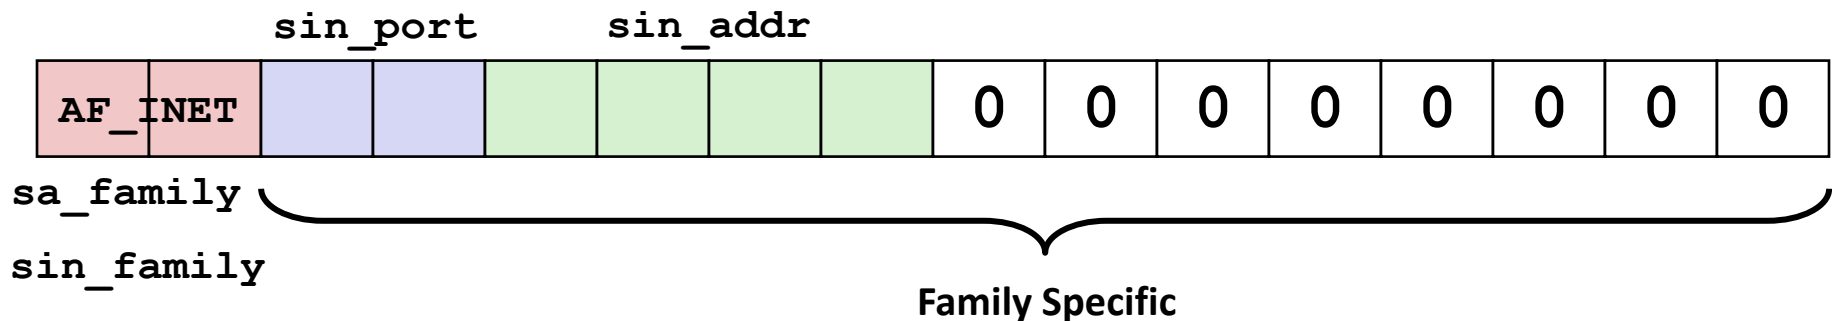 sin_port sin_addr
AF_INET 0 0 0 0 0 0 0 0
sa_family
sin_family
Family Specific